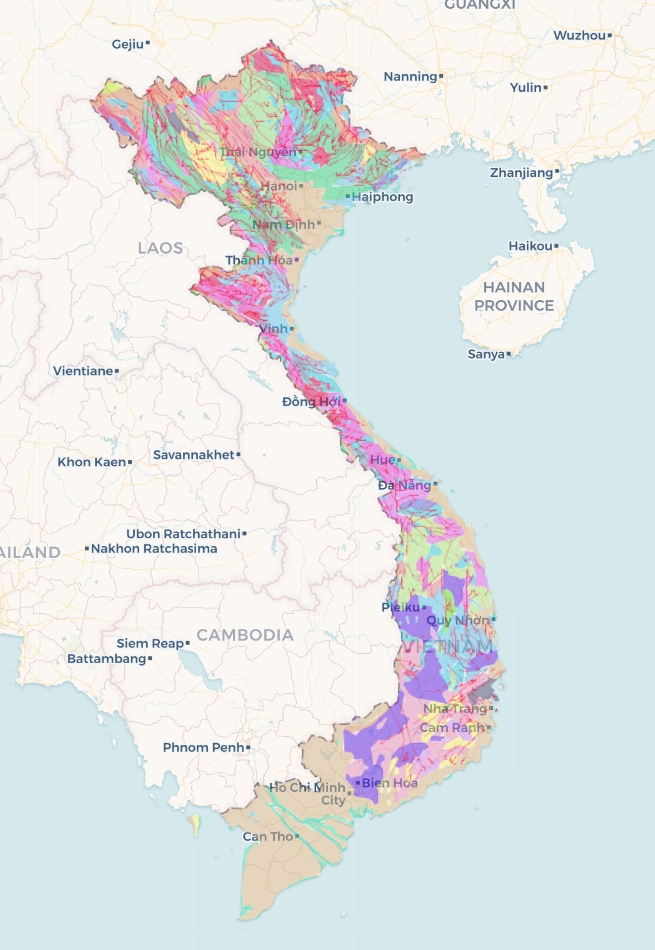 GUANGXI
Wuzhou
Gejiu
Nanning
Yulin
Thái Nguyên
Zhanjiang
Hanoi
Haiphong
Nam Định
LAOS
Haikou
Thanh Hóa
HAINAN
PROVINCE
Vinh
Sanya
Vientiane
Đồng Hới
Savannakhet
Hue
Khon Kaen
Đà Nẵng
Ubon Ratchathani
AILAND
Nakhon Ratchasima
Pleiku
Quy Nhon
CAMBODIA
Siem Reap
VIETNAM
Battambang
Nha Trang
Cam Ranh
Phnom Penh
Bien Hoa
Ho Chi Minh
City
Can Tho